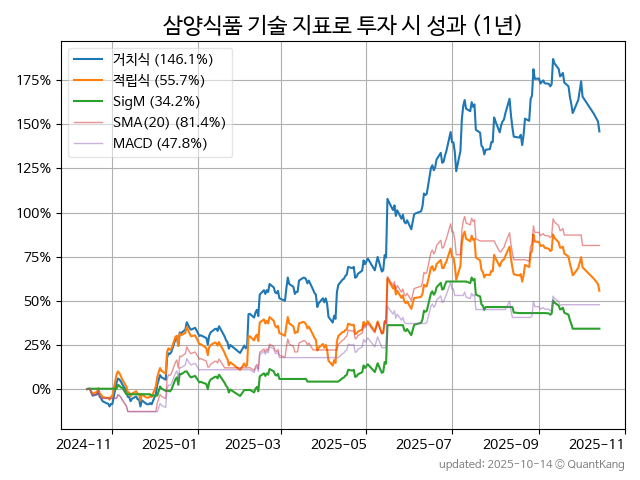 삼양식품 기술 지표로 투자 시 성과 (1년)
거치식 (146.1%)
적립식 (55.7%)
SigM (34.2%)
SMA(20) (81.4%)
MACD (47.8%)
175%
150%
125%
100%
75%
50%
25%
0%
2024-11 2025-01 2025-03 2025-05 2025-07 2025-09 2025-11
updated: 2025-10-14 © QuantKang